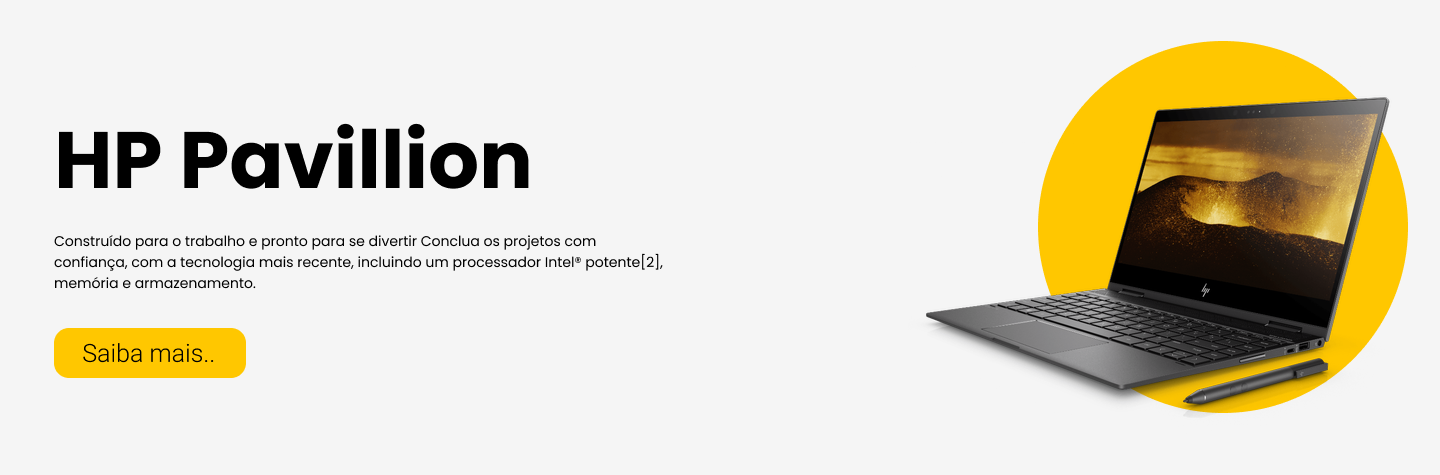 HP Pavillion
Construído para o trabalho e pronto para se divertir Conclua os projetos com
confiança, com a tecnologia mais recente, incluindo um processador Intel® potente[2],
memória e armazenamento.
Saiba mais..
hp